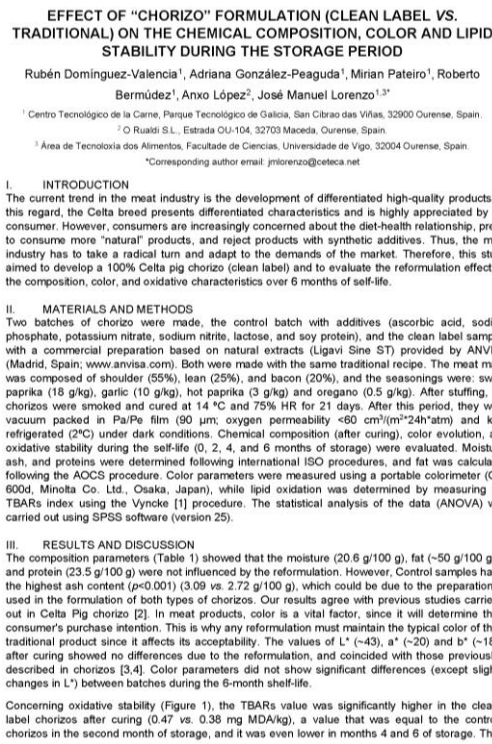 EFFECT OF “CHORIZO” FORMULATION (CLEAN LABEL VS.
TRADITIONAL) ON THE CHEMICAL COMPOSITION, COLOR AND LIPID
STABILITY DURING THE STORAGE PERIOD
Rubén Domínguez-Valencia¹, Adriana González-Peaguda¹, Mirian Pateiro¹, Roberto
Bermúdez¹, Anxo López², José Manuel Lorenzo¹,³*
¹ Centro Tecnológico de la Carne, Parque Tecnológico de Galicia, San Cibrao das Viñas, 32900 Ourense, Spain.
² O Rualdi S.L., Estrada OU-104, 32703 Maceda, Ourense, Spain.
³ Área de Tecnoloxía dos Alimentos, Facultade de Ciencias, Universidade de Vigo, 32004 Ourense, Spain.
*Corresponding author email: jmlorenzo@ceteca.net
I. INTRODUCTION
The current trend in the meat industry is the development of differentiated high-quality products
this regard, the Celta breed presents differentiated characteristics and is highly appreciated by
consumer. However, consumers are increasingly concerned about the diet-health relationship, pre
to consume more “natural” products, and reject products with synthetic additives. Thus, the m
industry has to take a radical turn and adapt to the demands of the market. Therefore, this stu
aimed to develop a 100% Celta pig chorizo (clean label) and to evaluate the reformulation effect
the composition, color, and oxidative characteristics over 6 months of self-life.
II. MATERIALS AND METHODS
Two batches of chorizo were made, the control batch with additives (ascorbic acid, sodi
phosphate, potassium nitrate, sodium nitrite, lactose, and soy protein), and the clean label samp
with a commercial preparation based on natural extracts (Ligavi Sine ST) provided by ANVI
(Madrid, Spain; www.anvisa.com). Both were made with the same traditional recipe. The meat m
was composed of shoulder (55%), lean (25%), and bacon (20%), and the seasonings were: sw
paprika (18 g/kg), garlic (10 g/kg), hot paprika (3 g/kg) and oregano (0.5 g/kg). After stuffing,
chorizos were smoked and cured at 14 ºC and 75% HR for 21 days. After this period, they w
vacuum packed in Pa/Pe film (90 µm; oxygen permeability <60 cm³/(m²*24h*atm) and k
refrigerated (2ºC) under dark conditions. Chemical composition (after curing), color evolution, a
oxidative stability during the self-life (0, 2, 4, and 6 months of storage) were evaluated. Moistu
ash, and proteins were determined following international ISO procedures, and fat was calcula
following the AOCS procedure. Color parameters were measured using a portable colorimeter (C
600d, Minolta Co. Ltd., Osaka, Japan), while lipid oxidation was determined by measuring
TBARs index using the Vyncke [1] procedure. The statistical analysis of the data (ANOVA) w
carried out using SPSS software (version 25).
III. RESULTS AND DISCUSSION
The composition parameters (Table 1) showed that the moisture (20.6 g/100 g), fat (~50 g/100 g
and protein (23.5 g/100 g) were not influenced by the reformulation. However, Control samples ha
the highest ash content (p<0.001) (3.09 vs. 2.72 g/100 g), which could be due to the preparation
used in the formulation of both types of chorizos. Our results agree with previous studies carrie
out in Celta Pig chorizo [2]. In meat products, color is a vital factor, since it will determine th
consumer's purchase intention. This is why any reformulation must maintain the typical color of th
traditional product since it affects its acceptability. The values of L* (~43), a* (~20) and b* (~18
after curing showed no differences due to the reformulation, and coincided with those previousl
described in chorizos [3,4]. Color parameters did not show significant differences (except sligh
changes in L*) between batches during the 6-month shelf-life.
Concerning oxidative stability (Figure 1), the TBARs value was significantly higher in the clea
label chorizos after curing (0.47 vs. 0.38 mg MDA/kg), a value that was equal to the contro
chorizos in the second month of storage, and it was even lower in months 4 and 6 of storage. Th